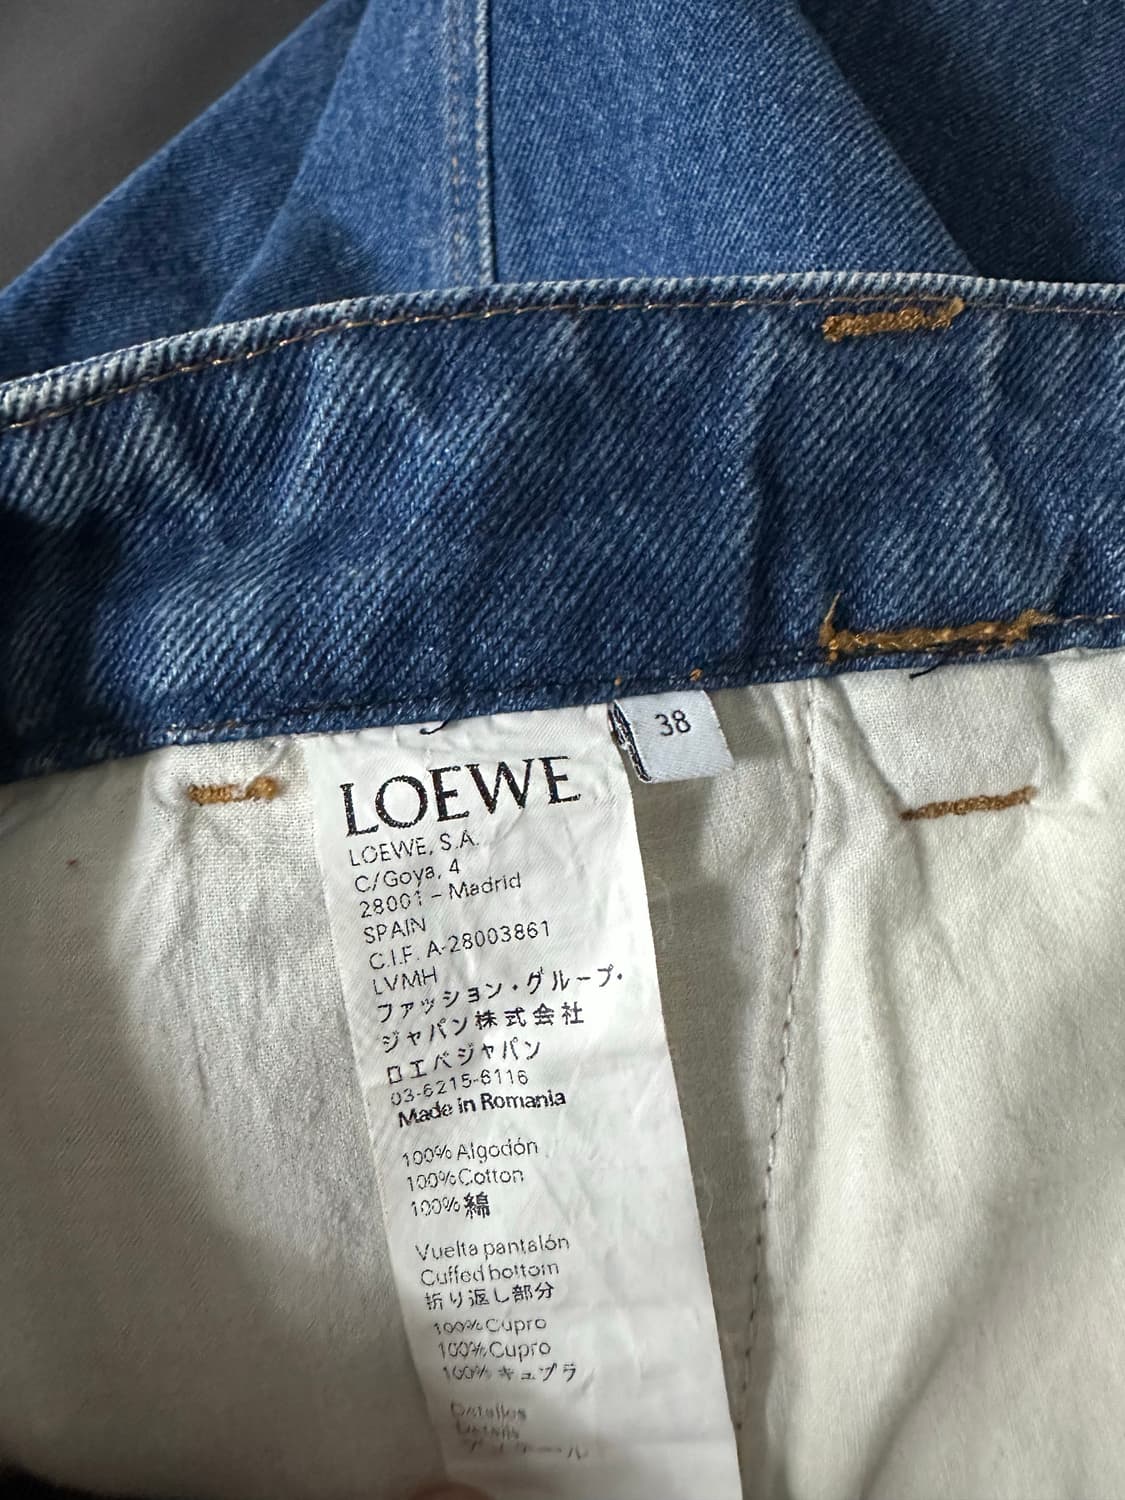 38
LOEWE
LOEWE, S.A.
C/Goya, 4
28001 - Madrid
SPAIN
C.I.F. A-28003861
LVMH
ファッション・グループ・
ジャパン株式会社
ロエベジャパン
03-6215-6116
Made in Romania
100% Algodón
100% Cotton
100% 綿
Vuelta pantalón
Cuffed bottom
折り返し部分
100% Cupro
100% Cupro
100% キュプラ
Detalles
Details